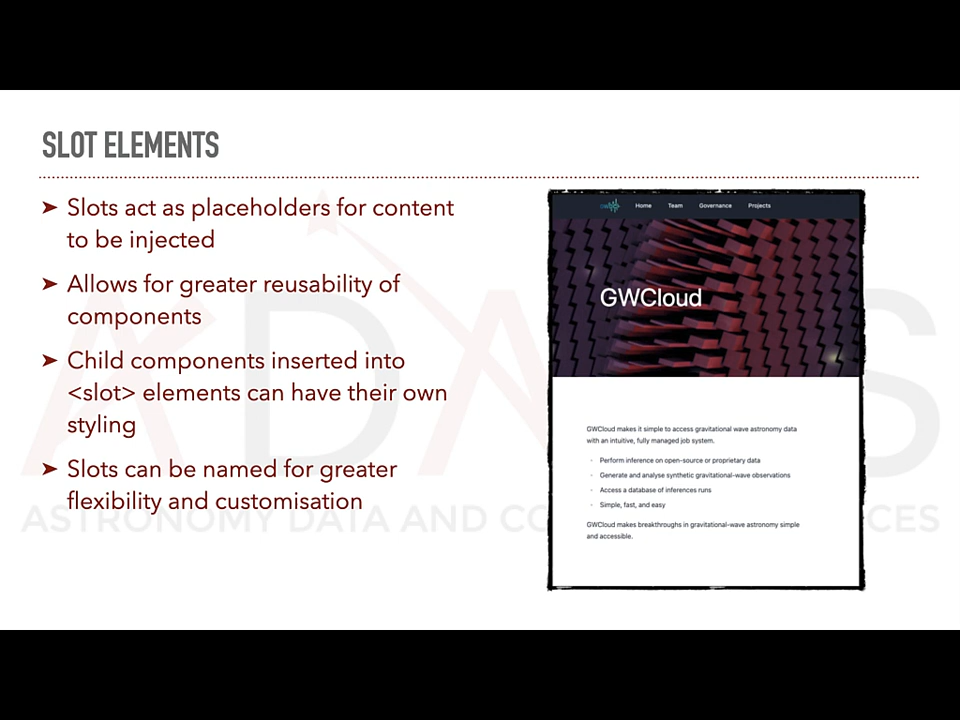 SLOT ELEMENTS
➤ Slots act as placeholders for content
to be injected
➤ Allows for greater reusability of
components
➤ Child components inserted into
<slot> elements can have their own
styling
➤ Slots can be named for greater
flexibility and customisation
Home Team Governance Projects
GWCloud
GWCloud makes it simple to access gravitational wave astronomy data
with an intuitive, fully managed job system.
· Perform inference on open-source or proprietary data
· Generate and analyse synthetic gravitational-wave observations
· Access a database of inferences runs
· Simple, fast, and easy
GWCloud makes breakthroughs in gravitational-wave astronomy simple
and accessible.
ASTRONOMY DATA AND